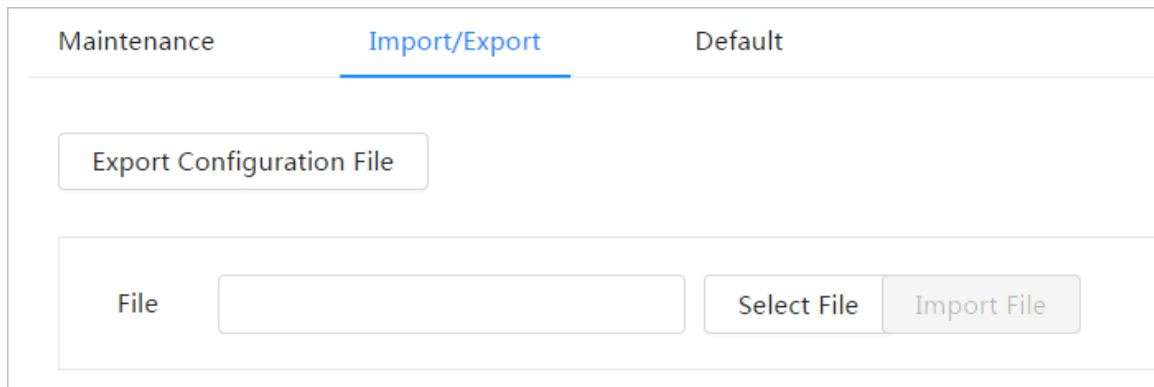 Maintenance Import/Export Default
Export Configuration File
File Select File Import File